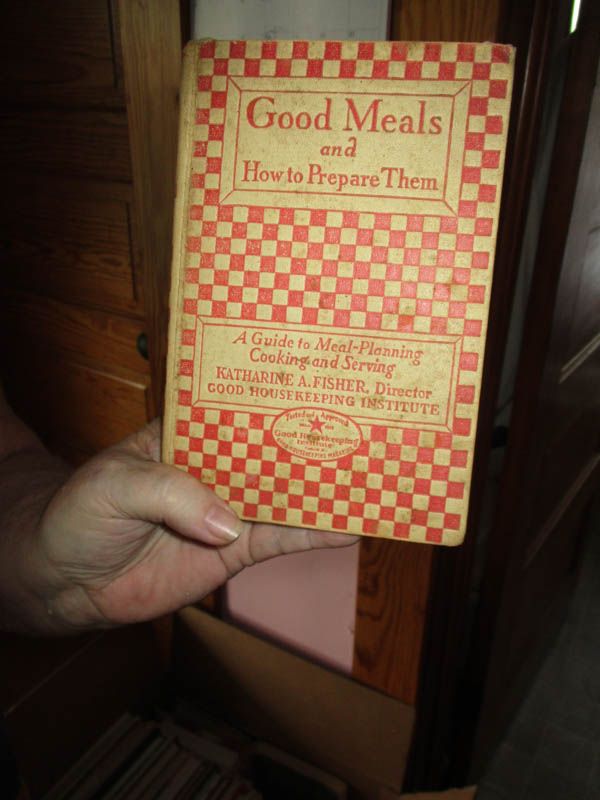 Good Meals
and
How to Prepare Them
A Guide to Meal-Planning
Cooking and Serving
KATHARINE A. FISHER, Director
GOOD HOUSEKEEPING INSTITUTE
Tested and Approved
Good Housekeeping
Institute